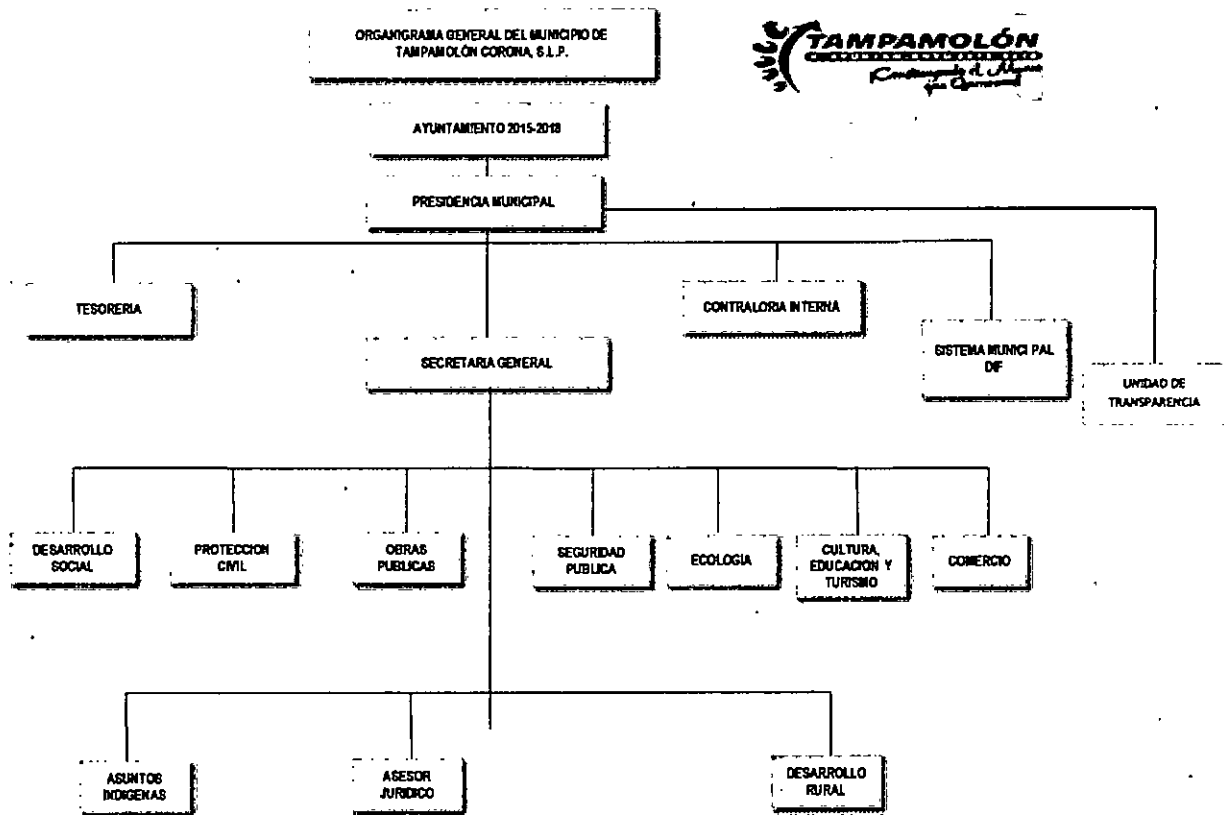 ORGANIGRAMA GENERAL DEL MUNICIPIO DE
TAMPAMOLÓN CORONA, S.L.P.
TAMPAMOLÓN
AYUNTAMIENTO 2015-2018
PRESIDENCIA MUNICIPAL
TESORERIA
CONTRALORIA INTERNA
SECRETARIA GENERAL
SISTEMA MUNICIPAL
DIF
UNIDAD DE
TRANSPARENCIA
DESARROLLO
SOCIAL
PROTECCION
CIVIL
OBRAS
PUBLICAS
SEGURIDAD
PUBLICA
ECOLOGIA
CULTURA,
EDUCACION Y
TURISMO
COMERCIO
ASUNTOS
INDIGENAS
ASESOR
JURIDICO
DESARROLLO
RURAL